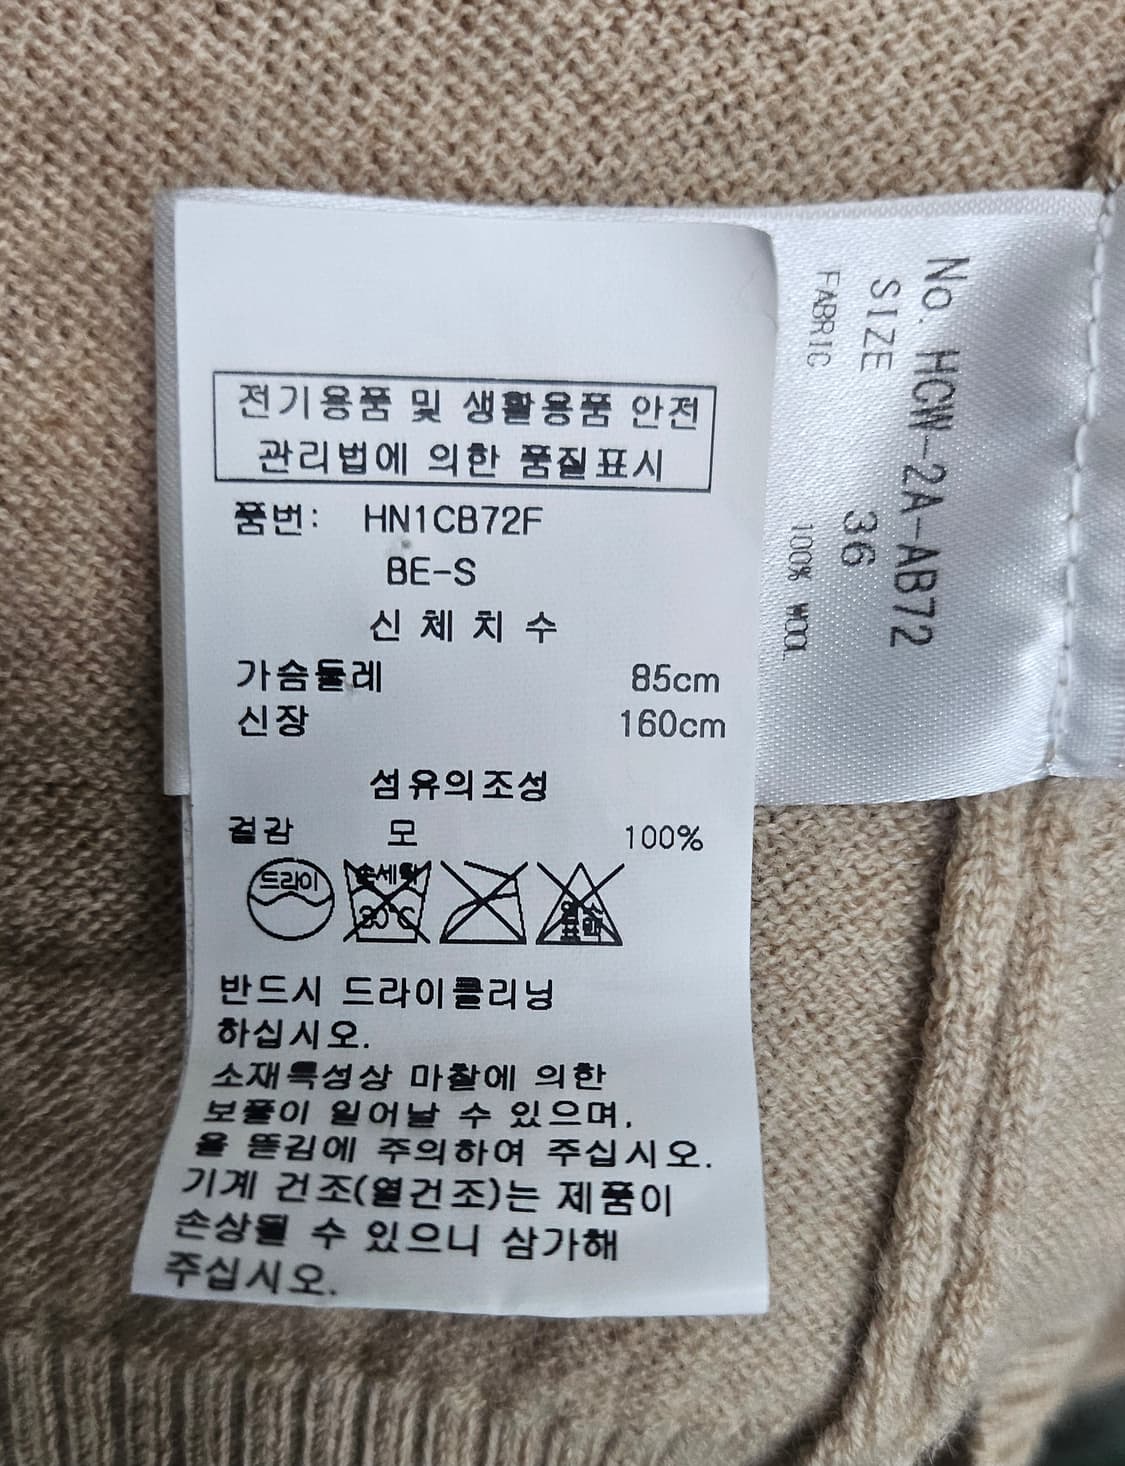 전기용품 및 생활용품 안전
관리법에 의한 품질표시
품번: HN1CB72F
BE-S
신 체 치 수
가슴둘레 85cm
신장 160cm
섬유의조성
겉감 모 100%
드라이
손세탁
30℃
염소
표백
반드시 드라이클리닝
하십시오.
소재특성상 마찰에 의한
보풀이 일어날 수 있으며,
올 뜯김에 주의하여 주십시오.
기계 건조(열건조)는 제품이
손상될 수 있으니 삼가해
주십시오.
No. HCW-2A-AB72
SIZE 36
FABRIC 100% WOOL